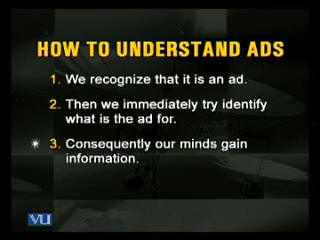 HOW TO UNDERSTAND ADS
1. We recognize that it is an ad.
2. Then we immediately try identify
what is the ad for.
3. Consequently our minds gain
information.
VU